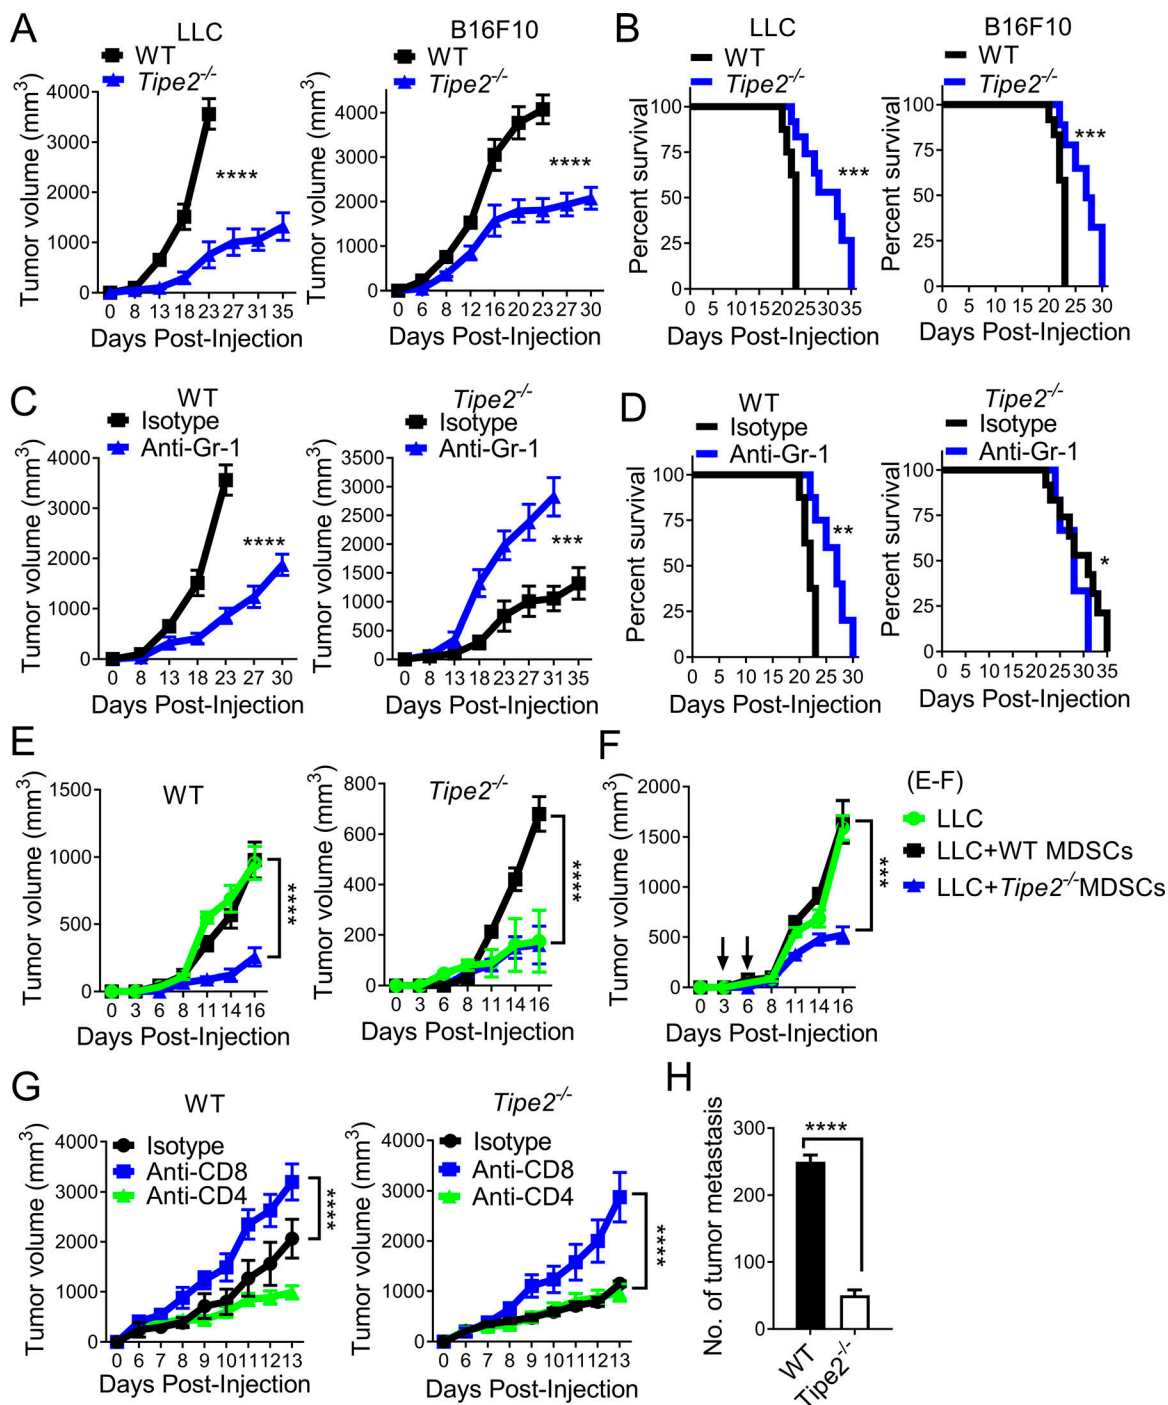 A
LLC
WT
Tipe2-/-
Tumor volume (mm3)
4000
3000
2000
1000
0
0 8 13 18 23 27 31 35
Days Post-Injection
B16F10
WT
Tipe2-/-
Tumor volume (mm3)
4000
3000
2000
1000
0
0 6 8 12 16 20 23 27 30
Days Post-Injection
****
****
B
LLC
WT
Tipe2-/-
Percent survival
100
75
50
25
0
0 5 10 15 20 25 30 35
Days Post-Injection
***
B16F10
WT
Tipe2-/-
Percent survival
100
75
50
25
0
0 5 10 15 20 25 30
Days Post-Injection
***
C
WT
Isotype
Anti-Gr-1
Tumor volume (mm3)
4000
3000
2000
1000
0
0 8 13 18 23 27 30
Days Post-Injection
****
Tipe2-/-
Isotype
Anti-Gr-1
Tumor volume (mm3)
3500
3000
2500
2000
1500
1000
500
0
0 8 13 18 23 27 31 35
Days Post-Injection
***
D
WT
Isotype
Anti-Gr-1
Percent survival
100
75
50
25
0
0 5 10 15 20 25 30
Days Post-Injection
**
Tipe2-/-
Isotype
Anti-Gr-1
Percent survival
100
75
50
25
0
0 5 10 15 20 25 30 35
Days Post-Injection
*
E
WT
Tumor volume (mm3)
1500
1000
500
0
0 3 6 8 11 14 16
Days Post-Injection
****
Tipe2-/-
Tumor volume (mm3)
800
600
400
200
0
0 3 6 8 11 14 16
Days Post-Injection
****
F
Tumor volume (mm3)
2000
1500
1000
500
0
0 3 6 8 11 14 16
Days Post-Injection
***
(E-F)
LLC
LLC+WT MDSCs
LLC+Tipe2-/-MDSCs
G
WT
Isotype
Anti-CD8
Anti-CD4
Tumor volume (mm3)
4000
3000
2000
1000
0
0 6 7 8 9 10 11 12 13
Days Post-Injection
****
Tipe2-/-
Isotype
Anti-CD8
Anti-CD4
Tumor volume (mm3)
4000
3000
2000
1000
0
0 6 7 8 9 10 11 12 13
Days Post-Injection
****
H
No. of tumor metastasis
300
200
100
0
****
WT
Tipe2-/-